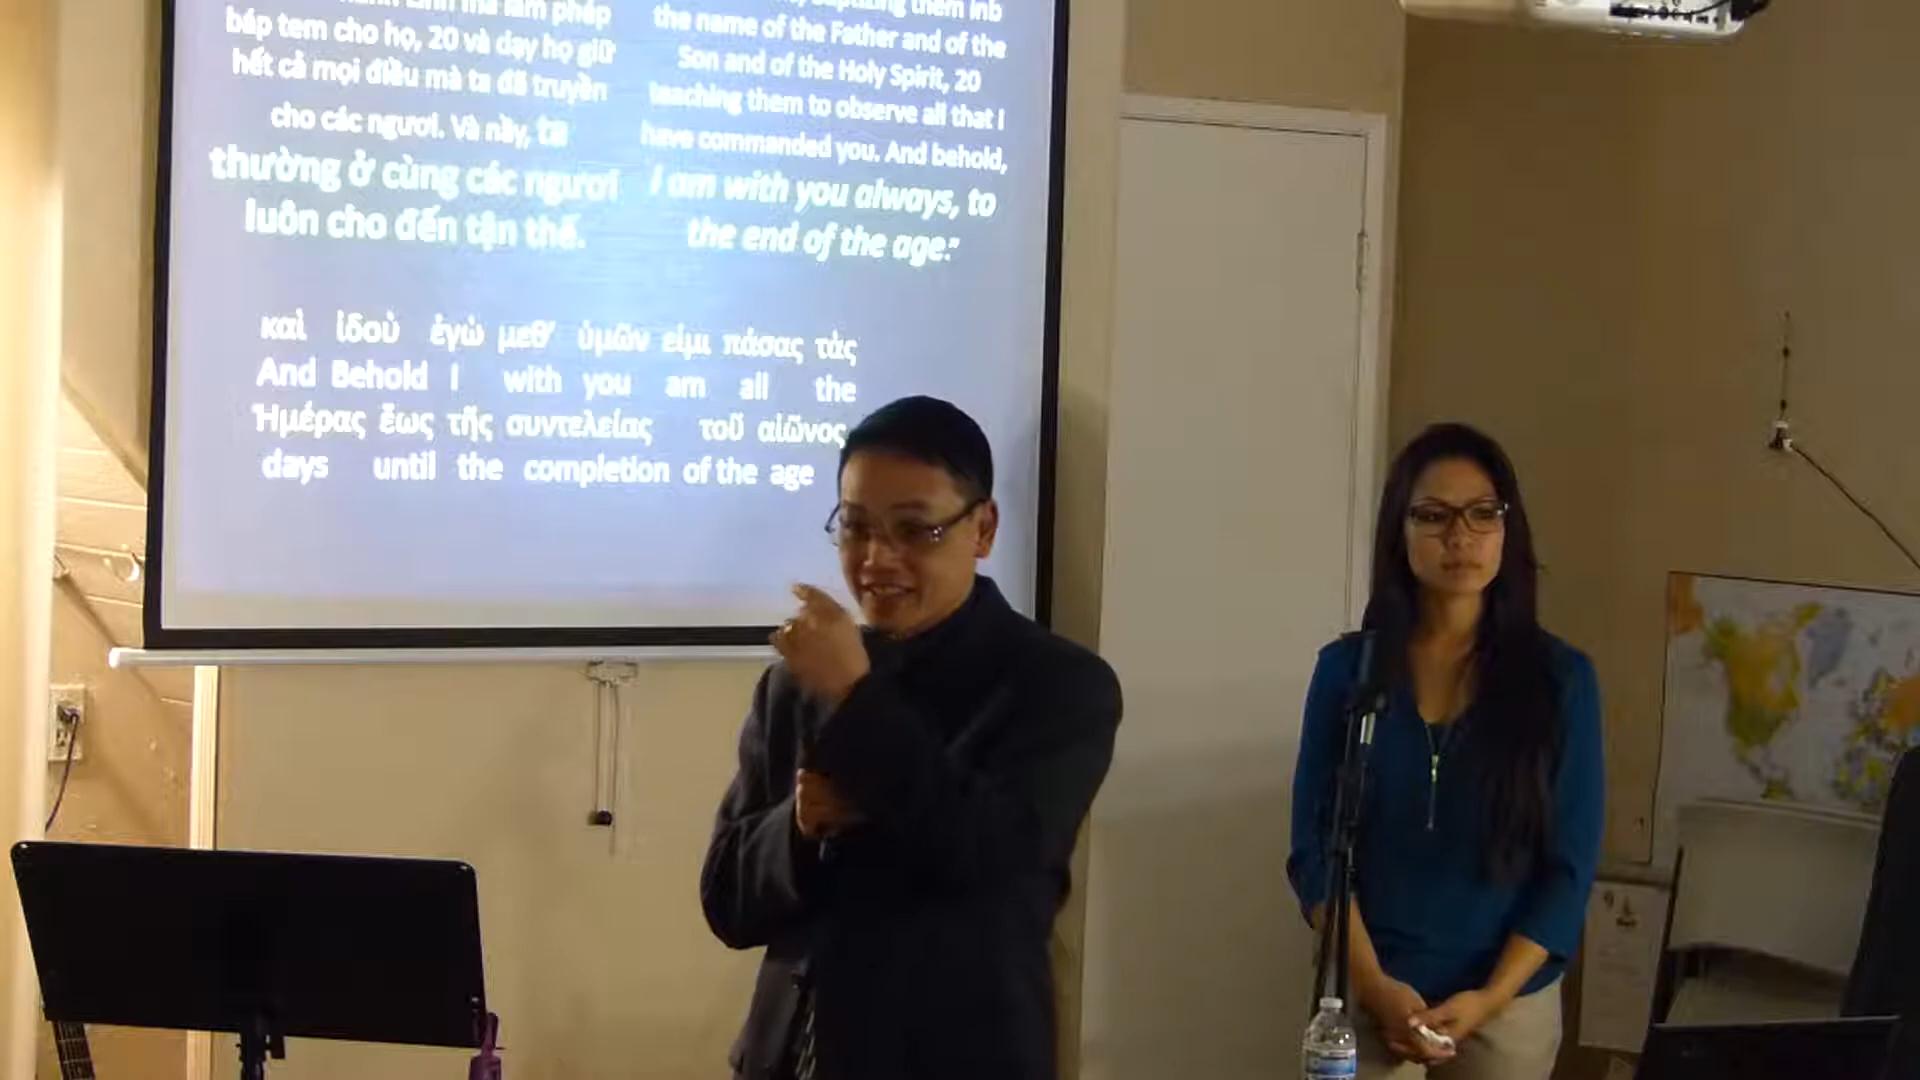 báp tem cho họ, 20 và dạy họ giữ
hết cả mọi điều mà ta đã truyền
cho các ngươi. Và nầy, ta
thường ở cùng các ngươi
luôn cho đến tận thế.
baptizing them inb
the name of the Father and of the
Son and of the Holy Spirit, 20
teaching them to observe all that I
have commanded you. And behold,
I am with you always, to
the end of the age.”
καὶ ἰδοὺ ἐγὼ μεθ’ ὑμῶν εἰμι πάσας τὰς
And Behold I with you am all the
Ἡμέρας ἕως τῆς συντελείας τοῦ αἰῶνος
days until the completion of the age